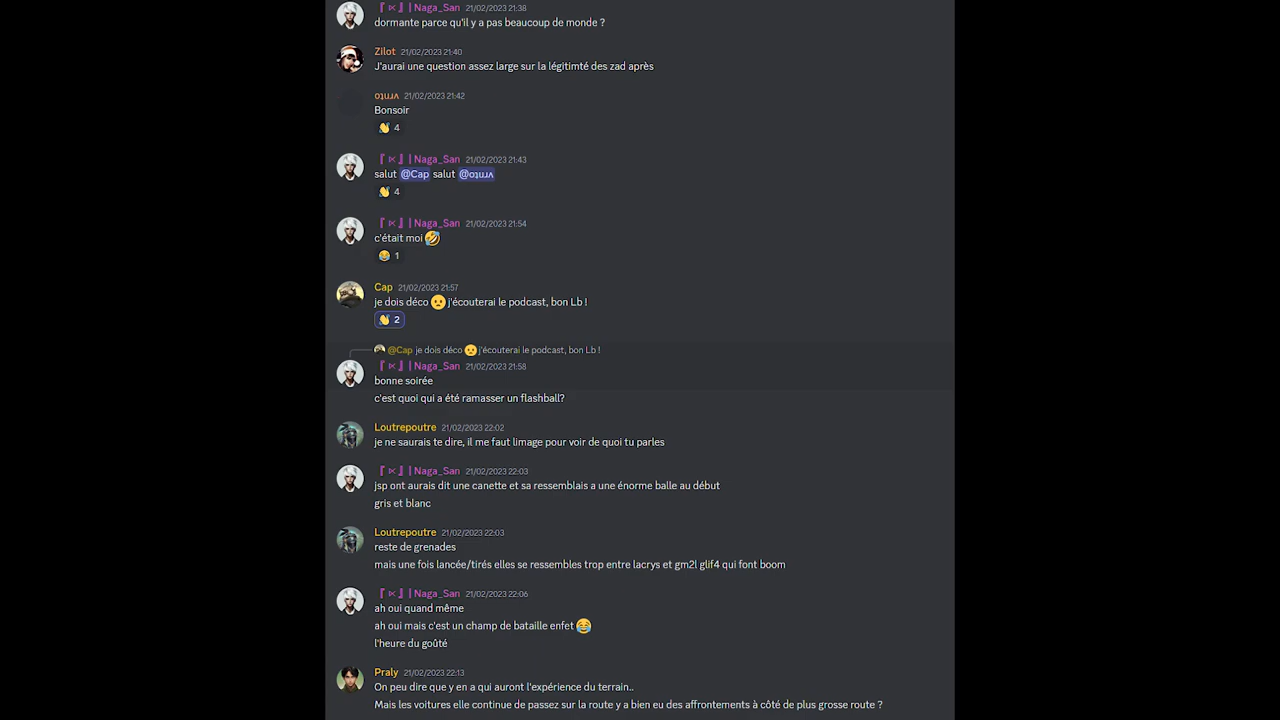 『⋉』| Naga_San 21/02/2023 21:38
dormante parce qu'il y a pas beaucoup de monde ?
Zilot 21/02/2023 21:40
J'aurai une question assez large sur la légitimté des zad après
oʇɯɹʌ 21/02/2023 21:42
Bonsoir
👋 4
『⋉』| Naga_San 21/02/2023 21:43
salut @Cap salut @oʇɯɹʌ
👋 4
『⋉』| Naga_San 21/02/2023 21:54
c'était moi 🤣
😂 1
Cap 21/02/2023 21:57
je dois déco 🙁 j'écouterai le podcast, bon Lb !
👋 2
@Cap je dois déco 🙁 j'écouterai le podcast, bon Lb !
『⋉』| Naga_San 21/02/2023 21:58
bonne soirée
c'est quoi qui a été ramasser un flashball?
Loutrepoutre 21/02/2023 22:02
je ne saurais te dire, il me faut limage pour voir de quoi tu parles
『⋉』| Naga_San 21/02/2023 22:03
jsp ont aurais dit une canette et sa ressemblais a une énorme balle au début
gris et blanc
Loutrepoutre 21/02/2023 22:03
reste de grenades
mais une fois lancée/tirés elles se ressembles trop entre lacrys et gm2l glif4 qui font boom
『⋉』| Naga_San 21/02/2023 22:06
ah oui quand même
ah oui mais c'est un champ de bataille enfet 😂
l'heure du goûté
Praly 21/02/2023 22:13
On peu dire que y en a qui auront l'expérience du terrain..
Mais les voitures elle continue de passez sur la route y a bien eu des affrontements à côté de plus grosse route ?